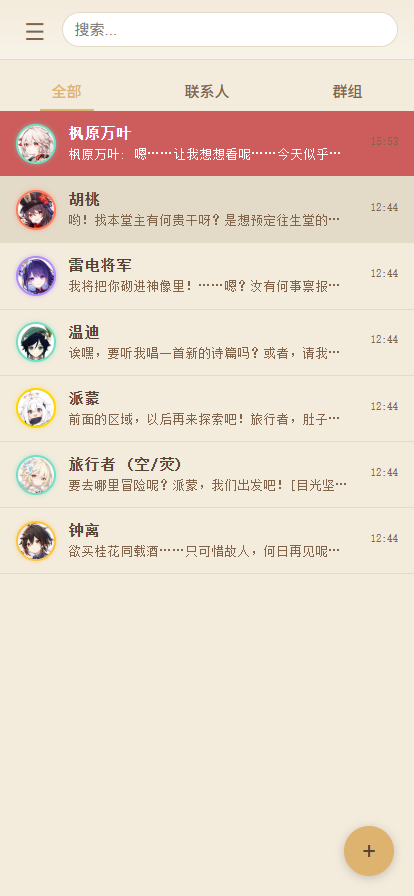 搜索...
全部 联系人 群组
枫原万叶
15:53
枫原万叶: 嗯……让我想想看呢……今天似乎…
胡桃
12:44
哟！找本堂主有何贵干呀？是想预定往生堂的…
雷电将军
12:44
我将把你砌进神像里！……嗯？汝有何事禀报…
温迪
12:44
诶嘿，要听我唱一首新的诗篇吗？或者，请我…
派蒙
12:44
前面的区域，以后再来探索吧！旅行者，肚子…
旅行者 (空/荧)
12:44
要去哪里冒险呢？派蒙，我们出发吧！[目光坚…
钟离
12:44
欲买桂花同载酒……只可惜故人，何日再见呢…
+